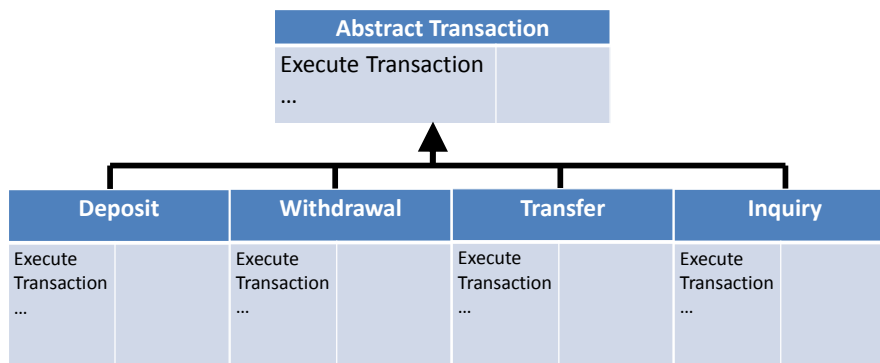 Abstract Transaction
Execute Transaction
...
Deposit
Withdrawal
Transfer
Inquiry
Execute
Transaction
...
Execute
Transaction
...
Execute
Transaction
...
Execute
Transaction
...